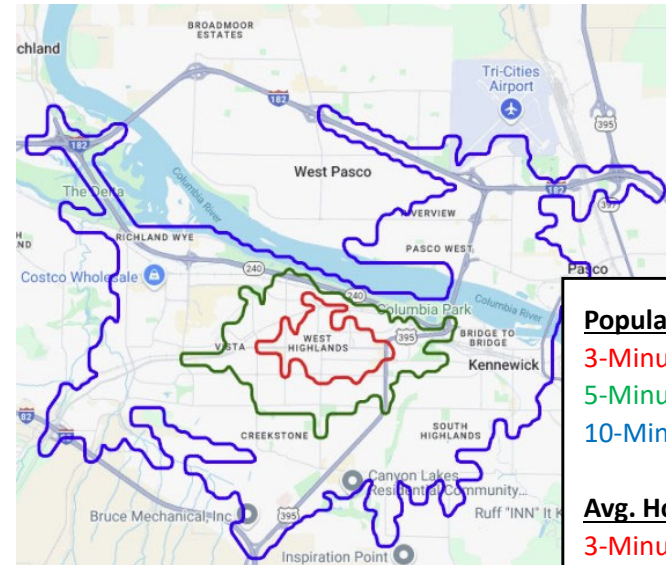 BROADMOOR
ESTATES
chland
Tri-Cities
Airport
182
395
182
West Pasco
182
The Delta
Columbia River
397
RIVERVIEW
RICHLAND WYE
PASCO WEST
Costco Wholesale
240
Pasco
240
Columbia Park
Columbia River
395
BRIDGE TO
BRIDGE
VISTA
WEST
HIGHLANDS
Kennewick
82
CREEKSTONE
SOUTH
HIGHLANDS
Canyon Lakes
Residential Community...
Bruce Mechanical, Inc
395
Ruff "INN" It K
Inspiration Point
Popula
3-Minu
5-Minu
10-Min
Avg. Ho
3-Minu